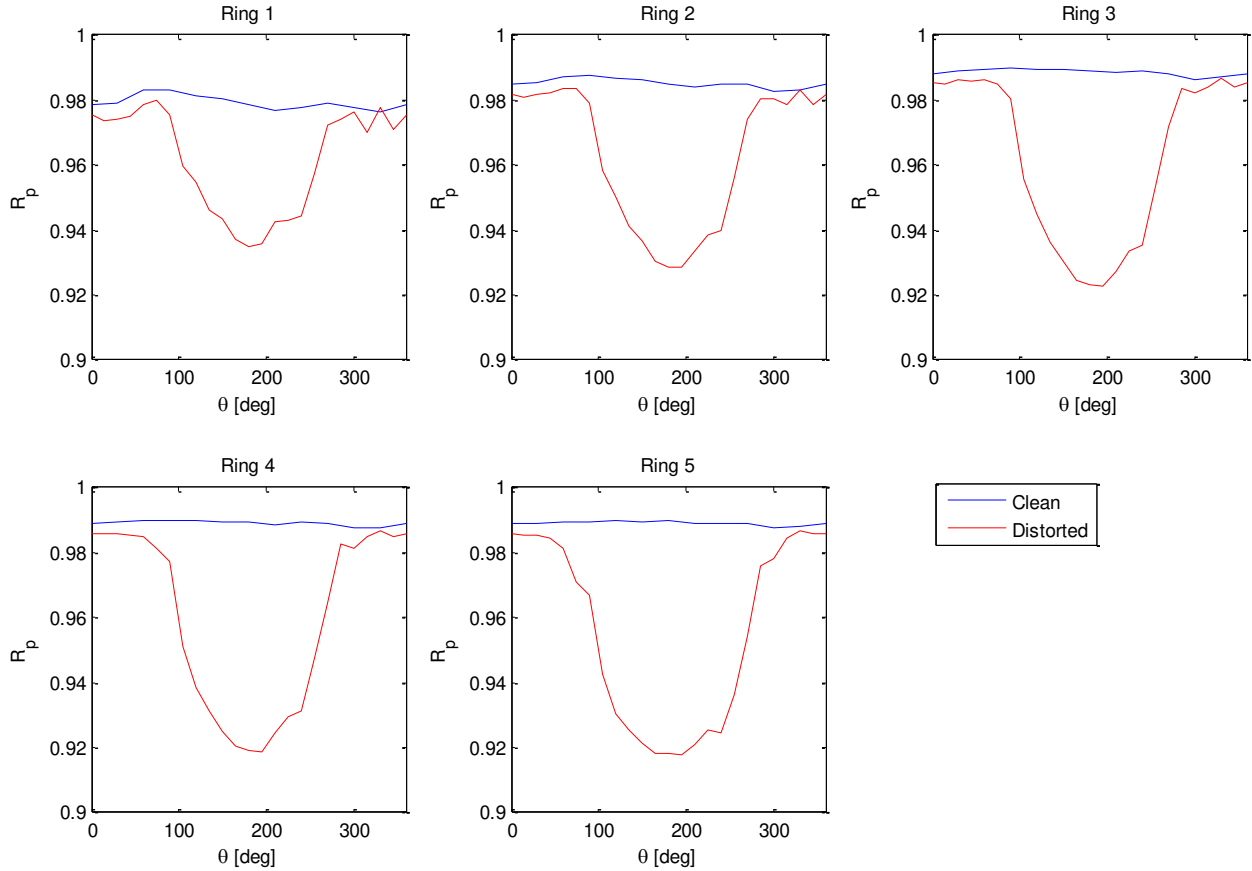 Ring 1
Ring 2
Ring 3
1
0.98
0.96
0.94
0.92
0.9
R_p
0 100 200 300
θ [deg]
1
0.98
0.96
0.94
0.92
0.9
R_p
0 100 200 300
θ [deg]
1
0.98
0.96
0.94
0.92
0.9
R_p
0 100 200 300
θ [deg]
Ring 4
Ring 5
1
0.98
0.96
0.94
0.92
0.9
R_p
0 100 200 300
θ [deg]
1
0.98
0.96
0.94
0.92
0.9
R_p
0 100 200 300
θ [deg]
Clean
Distorted